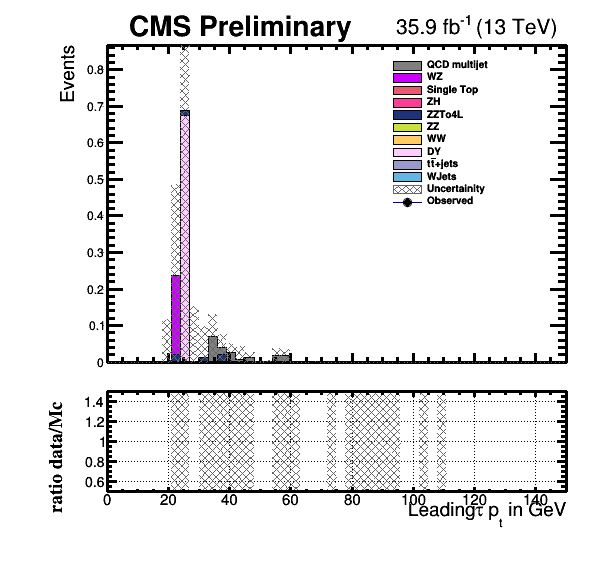 CMS Preliminary
35.9 fb⁻¹ (13 TeV)
Events
0.8
0.7
0.6
0.5
0.4
0.3
0.2
0.1
0
QCD multijet
WZ
Single Top
ZH
ZZTo4L
ZZ
WW
DY
tt̄+jets
WJets
Uncertainity
Observed
ratio data/Mc
1.4
1.2
1
0.8
0.6
0 20 40 60 80 100 120 140
Leadingτ pₜ in GeV